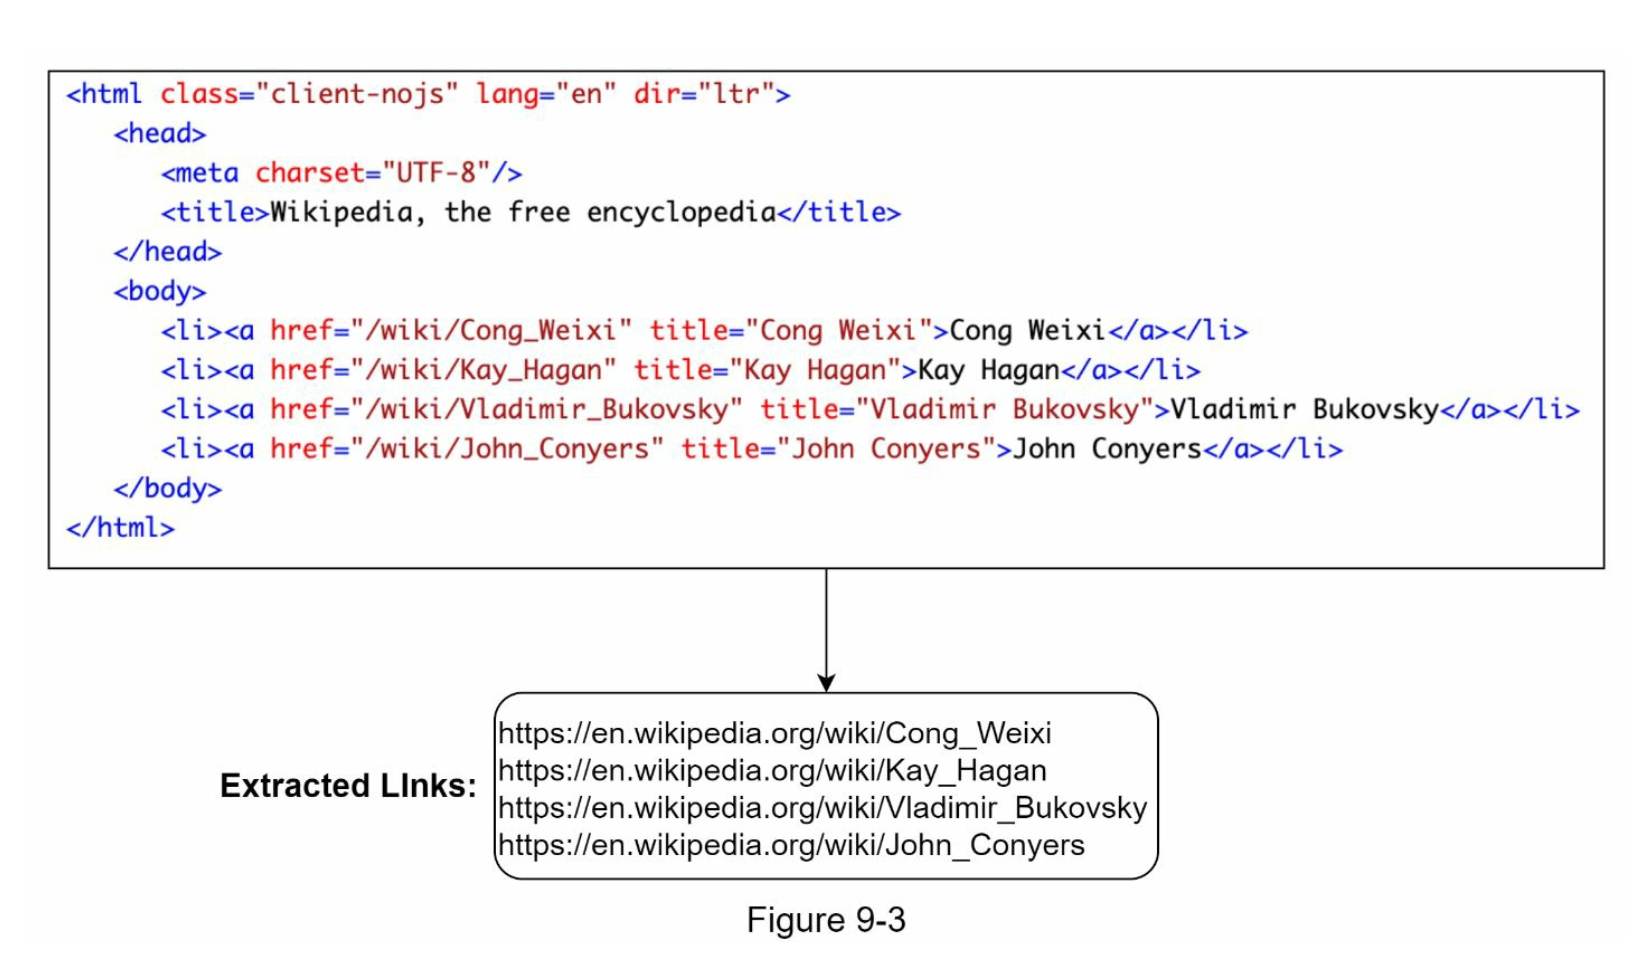 <html class="client-nojs" lang="en" dir="ltr">
<head>
<meta charset="UTF-8"/>
<title>Wikipedia, the free encyclopedia</title>
</head>
<body>
<li><a href="/wiki/Cong_Weixi" title="Cong Weixi">Cong Weixi</a></li>
<li><a href="/wiki/Kay_Hagan" title="Kay Hagan">Kay Hagan</a></li>
<li><a href="/wiki/Vladimir_Bukovsky" title="Vladimir Bukovsky">Vladimir Bukovsky</a></li>
<li><a href="/wiki/John_Conyers" title="John Conyers">John Conyers</a></li>
</body>
</html>
Extracted LInks:
https://en.wikipedia.org/wiki/Cong_Weixi
https://en.wikipedia.org/wiki/Kay_Hagan
https://en.wikipedia.org/wiki/Vladimir_Bukovsky
https://en.wikipedia.org/wiki/John_Conyers
Figure 9-3